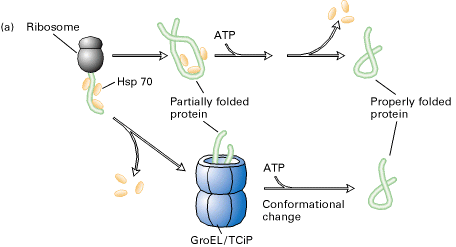 (a) Ribosome
Hsp 70
ATP
Partially folded
protein
Properly folded
protein
ATP
Conformational
change
GroEL/TCiP